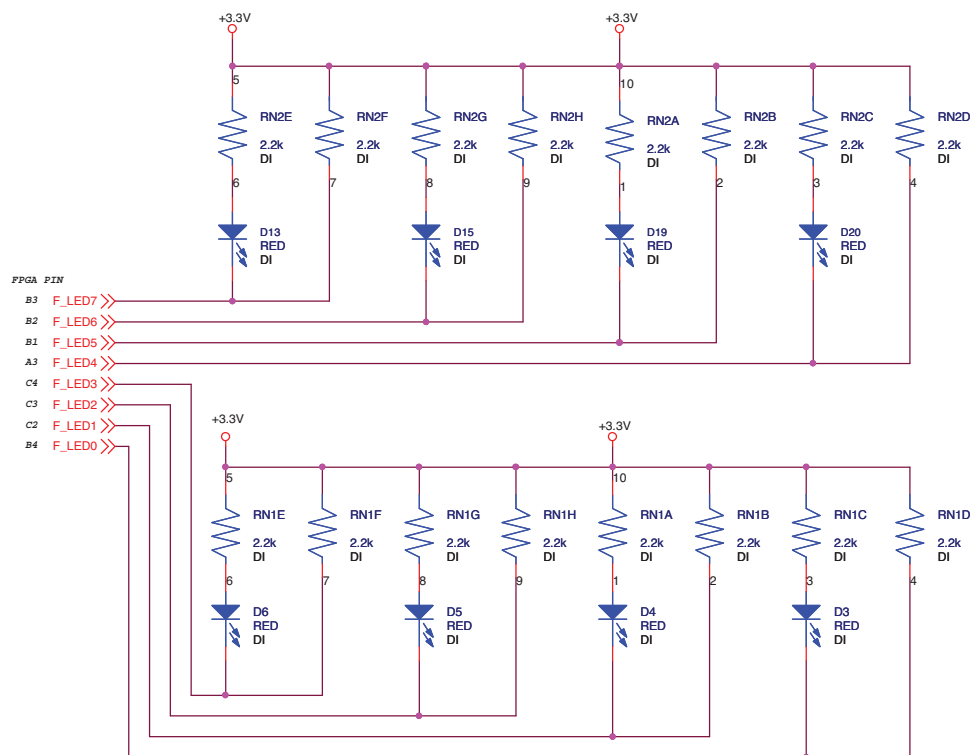 +3.3V +3.3V
5 10
RN2E RN2F RN2G RN2H RN2A RN2B RN2C RN2D
2.2k 2.2k 2.2k 2.2k 2.2k 2.2k 2.2k 2.2k
DI DI DI DI DI DI DI DI
6 7 8 9 1 2 3 4
D13 D15 D19 D20
RED RED RED RED
DI DI DI DI
FPGA PIN
B3 F_LED7
B2 F_LED6
B1 F_LED5
A3 F_LED4
C4 F_LED3
C3 F_LED2
C2 F_LED1
B4 F_LED0
+3.3V +3.3V
5 10
RN1E RN1F RN1G RN1H RN1A RN1B RN1C RN1D
2.2k 2.2k 2.2k 2.2k 2.2k 2.2k 2.2k 2.2k
DI DI DI DI DI DI DI DI
6 7 8 9 1 2 3 4
D6 D5 D4 D3
RED RED RED RED
DI DI DI DI